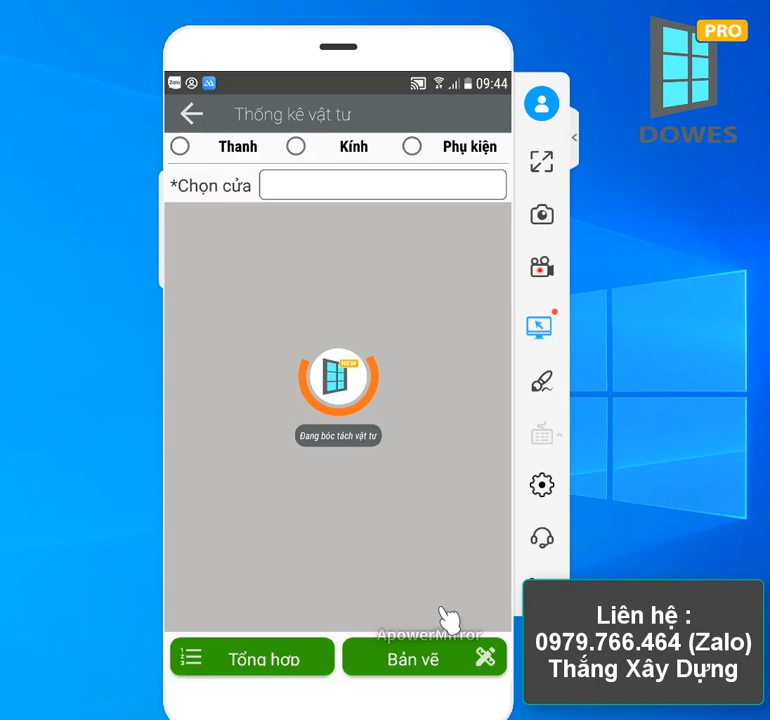 PRO
DOWES
Zalo
09:44
Thống kê vật tư
Thanh
Kính
Phụ kiện
*Chọn cửa
NEW
Đang bóc tách vật tư
ApowerMirror
Tổng hợp
Bản vẽ
Liên hệ :
0979.766.464 (Zalo)
Thắng Xây Dựng